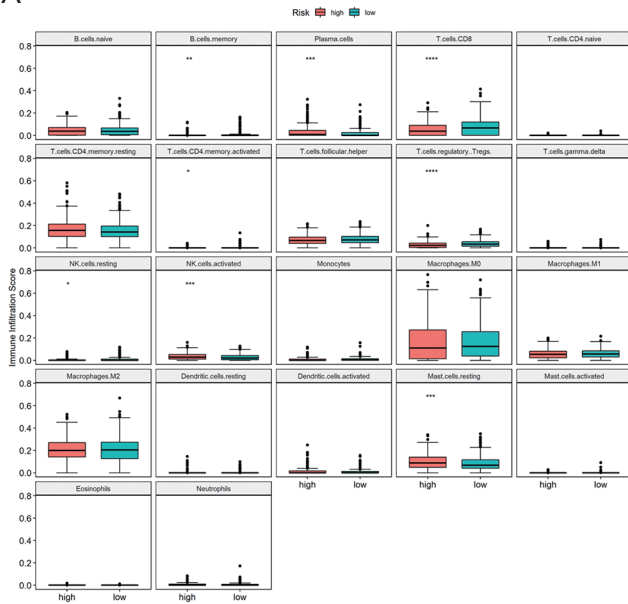 Risk high low
B.cells.naive B.cells.memory Plasma.cells T.cells.CD8 T.cells.CD4.naive
** *** ****
0.8
0.6
0.4
0.2
0.0
T.cells.CD4.memory.resting T.cells.CD4.memory.activated T.cells.follicular.helper T.cells.regulatory..Tregs. T.cells.gamma.delta
* ****
0.8
0.6
0.4
0.2
0.0
Immune Infiltration Score
NK.cells.resting NK.cells.activated Monocytes Macrophages.M0 Macrophages.M1
* ***
0.8
0.6
0.4
0.2
0.0
Macrophages.M2 Dendritic.cells.resting Dendritic.cells.activated Mast.cells.resting Mast.cells.activated
***
0.8
0.6
0.4
0.2
0.0
high low high low high low
Eosinophils Neutrophils
0.8
0.6
0.4
0.2
0.0
high low high low